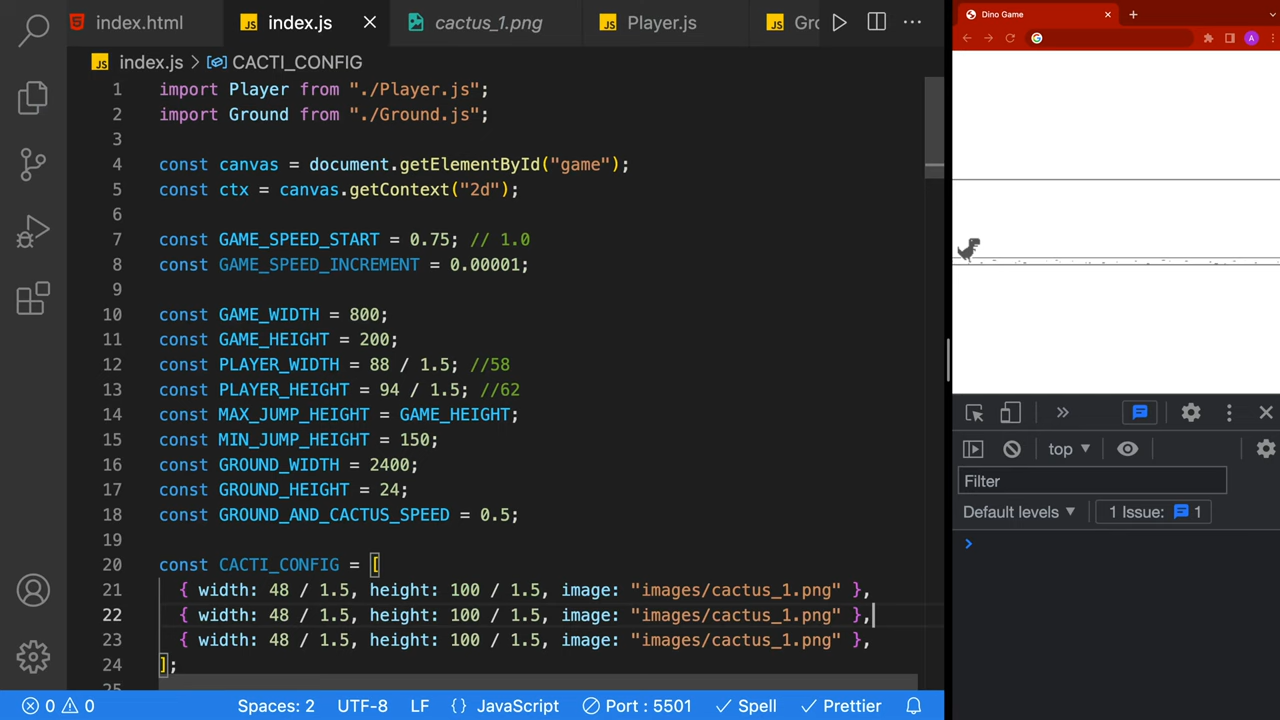 index.html
index.js
cactus_1.png
Player.js
Gro
index.js > CACTI_CONFIG
1 import Player from "./Player.js";
2 import Ground from "./Ground.js";
3
4 const canvas = document.getElementById("game");
5 const ctx = canvas.getContext("2d");
6
7 const GAME_SPEED_START = 0.75; // 1.0
8 const GAME_SPEED_INCREMENT = 0.00001;
9
10 const GAME_WIDTH = 800;
11 const GAME_HEIGHT = 200;
12 const PLAYER_WIDTH = 88 / 1.5; //58
13 const PLAYER_HEIGHT = 94 / 1.5; //62
14 const MAX_JUMP_HEIGHT = GAME_HEIGHT;
15 const MIN_JUMP_HEIGHT = 150;
16 const GROUND_WIDTH = 2400;
17 const GROUND_HEIGHT = 24;
18 const GROUND_AND_CACTUS_SPEED = 0.5;
19
20 const CACTI_CONFIG = [
21 { width: 48 / 1.5, height: 100 / 1.5, image: "images/cactus_1.png" },
22 { width: 48 / 1.5, height: 100 / 1.5, image: "images/cactus_1.png" },
23 { width: 48 / 1.5, height: 100 / 1.5, image: "images/cactus_1.png" },
24 ];
25
0 0
Spaces: 2
UTF-8
LF
{} JavaScript
Port : 5501
Spell
Prettier
Dino Game
A
top
Filter
Default levels
1 Issue: 1